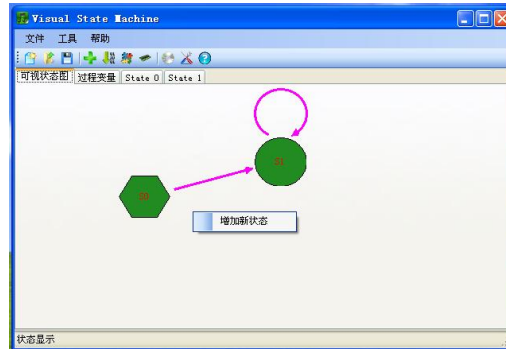 Visual State Machine
文件 工具 帮助
可视状态图 过程变量 State 0 State 1
S1
S0
增加新状态
状态显示